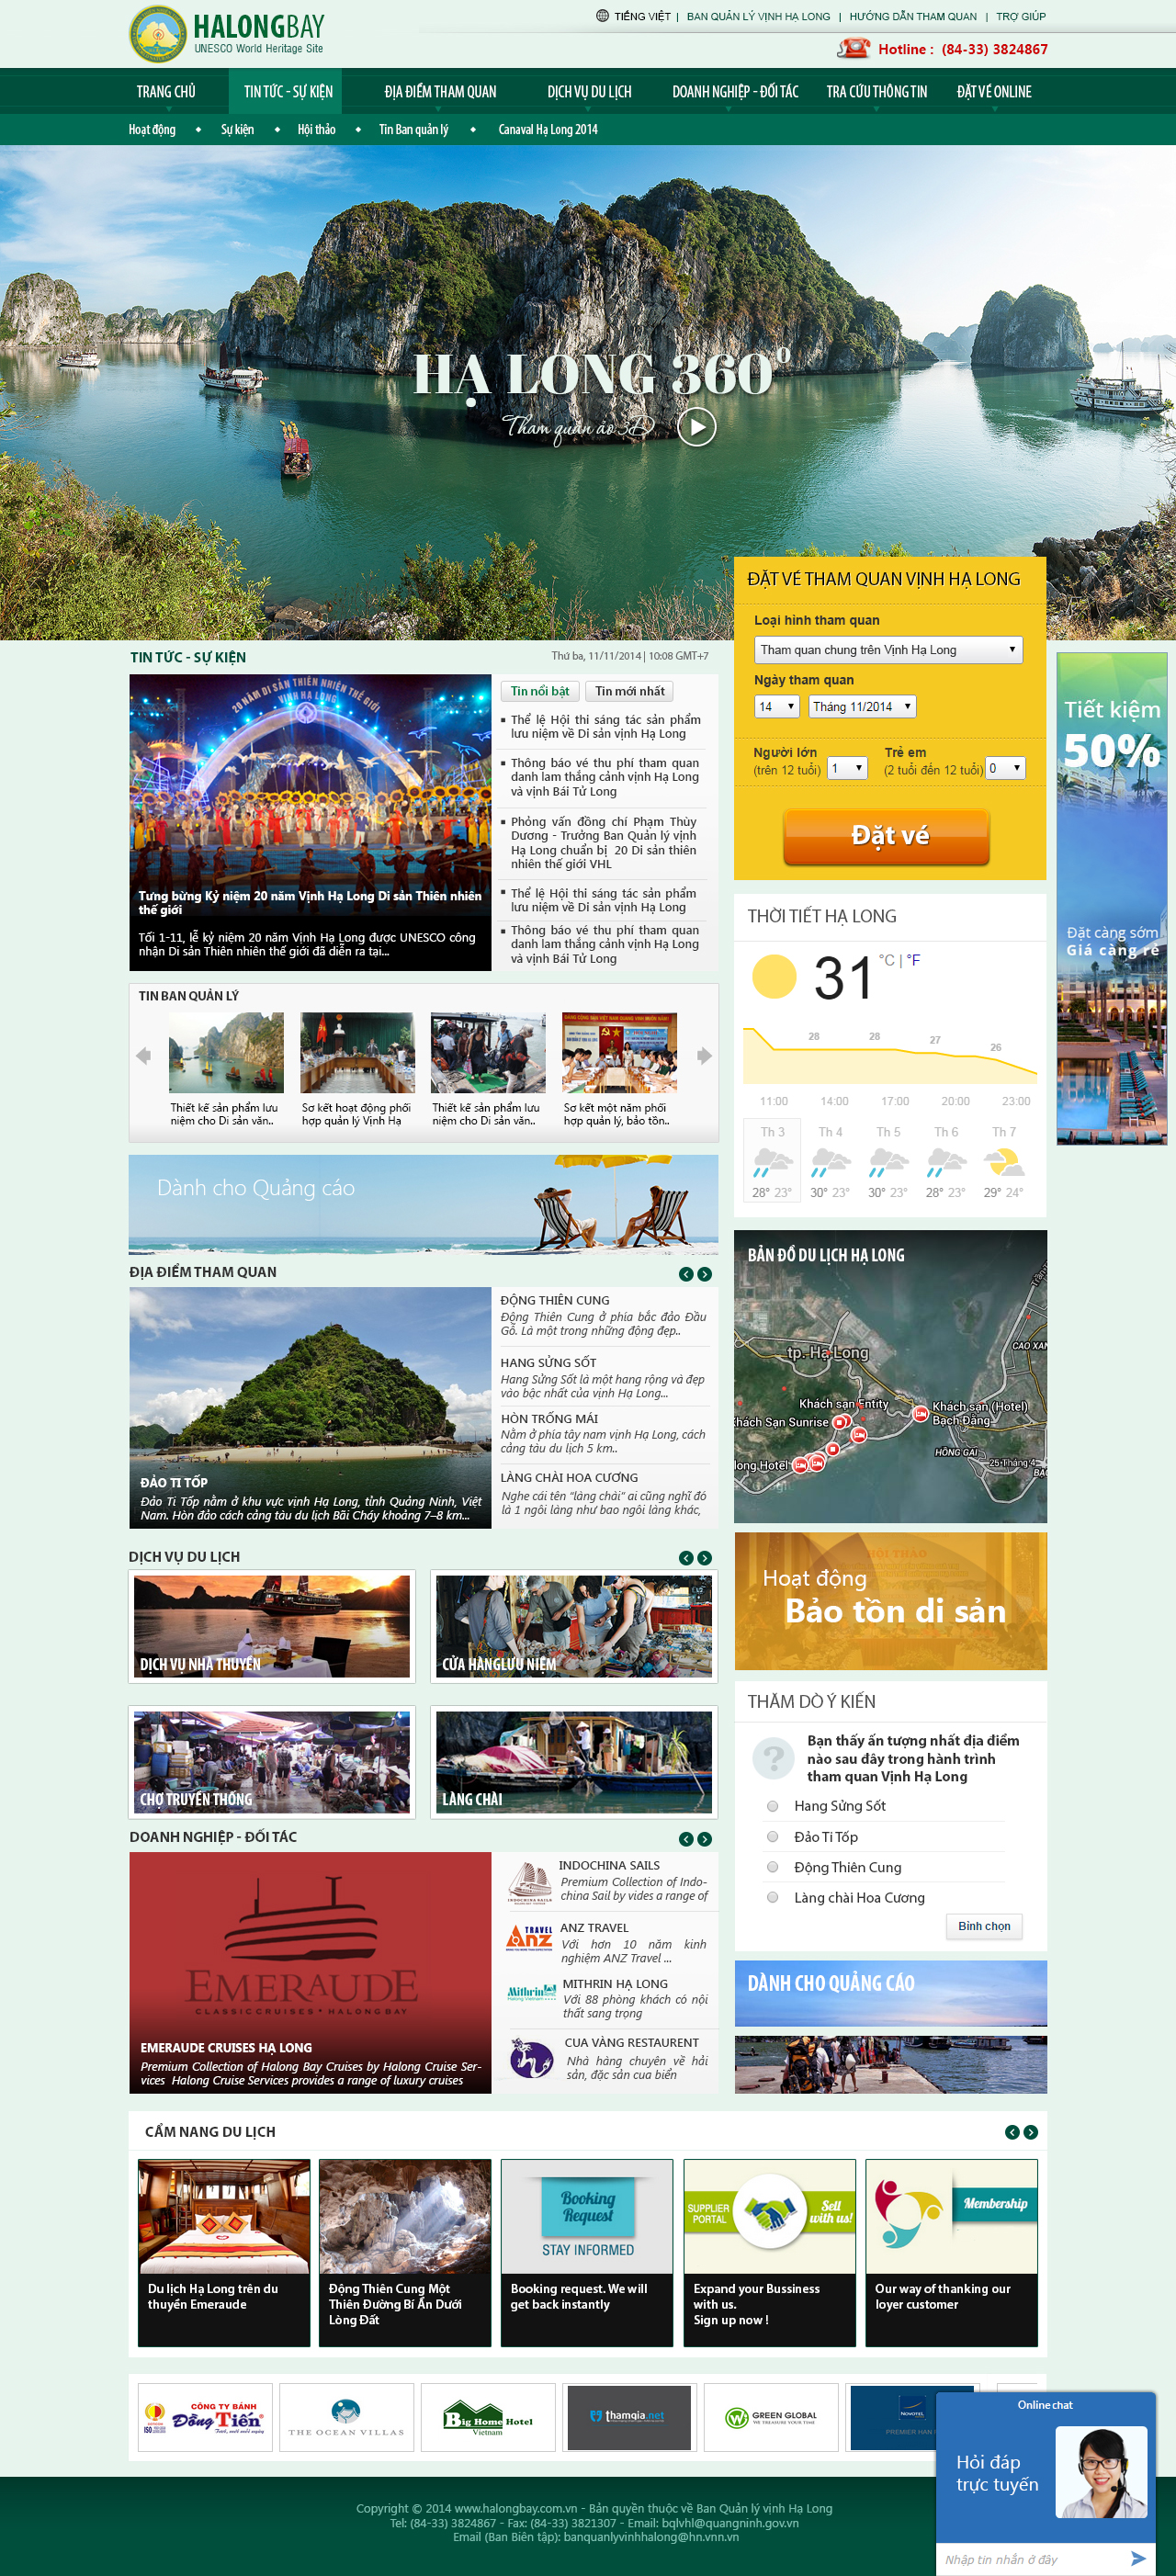 HALONGBAY
UNESCO World Heritage Site
TIẾNG VIỆT | BAN QUẢN LÝ VỊNH HẠ LONG | HƯỚNG DẪN THAM QUAN | TRỢ GIÚP
Hotline : (84-33) 3824867
TRANG CHỦ TIN TỨC - SỰ KIỆN ĐỊA ĐIỂM THAM QUAN DỊCH VỤ DU LỊCH DOANH NGHIỆP - ĐỐI TÁC TRA CỨU THÔNG TIN ĐẶT VÉ ONLINE
Hoạt động Sự kiện Hội thảo Tin Ban quản lý Canaval Hạ Long 2014
HẠ LONG 360°
Tham quan ảo 3D
ĐẶT VÉ THAM QUAN VỊNH HẠ LONG
Loại hình tham quan
Tham quan chung trên Vịnh Hạ Long
Ngày tham quan
14 Tháng 11/2014
Người lớn Trẻ em
(trên 12 tuổi) 1 (2 tuổi đến 12 tuổi) 0
Đặt vé
TIN TỨC - SỰ KIỆN Thứ ba, 11/11/2014 | 10:08 GMT+7
20 NĂM DI SẢN THIÊN NHIÊN THẾ GIỚI
Tưng bừng Kỷ niệm 20 năm Vịnh Hạ Long Di sản Thiên nhiên
thế giới
Tối 1-11, lễ kỷ niệm 20 năm Vịnh Hạ Long được UNESCO công
nhận Di sản Thiên nhiên thế giới đã diễn ra tại...
Tin nổi bật Tin mới nhất
Thể lệ Hội thi sáng tác sản phẩm
lưu niệm về Di sản vịnh Hạ Long
Thông báo vé thu phí tham quan
danh lam thắng cảnh vịnh Hạ Long
và vịnh Bái Tử Long
Phỏng vấn đồng chí Phạm Thùy
Dương - Trưởng Ban Quản lý vịnh
Hạ Long chuẩn bị 20 Di sản thiên
nhiên thế giới VHL
Thể lệ Hội thi sáng tác sản phẩm
lưu niệm về Di sản vịnh Hạ Long
Thông báo vé thu phí tham quan
danh lam thắng cảnh vịnh Hạ Long
và vịnh Bái Tử Long
Tiết kiệm
50%
Đặt càng sớm
Giá càng rẻ
THỜI TIẾT HẠ LONG
31 °C | °F
28 28 27 26
11:00 14:00 17:00 20:00 23:00
Th 3 Th 4 Th 5 Th 6 Th 7
28° 23° 30° 23° 30° 23° 28° 23° 29° 24°
TIN BAN QUẢN LÝ
Thiết kế sản phẩm lưu
niệm cho Di sản văn..
Sơ kết hoạt động phối
hợp quản lý Vịnh Hạ
Thiết kế sản phẩm lưu
niệm cho Di sản văn..
Sơ kết một năm phối
hợp quản lý, bảo tồn..
Dành cho Quảng cáo
ĐỊA ĐIỂM THAM QUAN
ĐẢO TI TỐP
Đảo Ti Tốp nằm ở khu vực vịnh Hạ Long, tỉnh Quảng Ninh, Việt
Nam. Hòn đảo cách cảng tàu du lịch Bãi Cháy khoảng 7–8 km...
ĐỘNG THIÊN CUNG
Động Thiên Cung ở phía bắc đảo Đầu
Gỗ. Là một trong những động đẹp..
HANG SỬNG SỐT
Hang Sửng Sốt là một hang rộng và đẹp
vào bậc nhất của vịnh Hạ Long...
HÒN TRỐNG MÁI
Nằm ở phía tây nam vịnh Hạ Long, cách
cảng tàu du lịch 5 km..
LÀNG CHÀI HOA CƯƠNG
Nghe cái tên "làng chài" ai cũng nghĩ đó
là 1 ngôi làng như bao ngôi làng khác,
BẢN ĐỒ DU LỊCH HẠ LONG
tp. Hạ Long
CAO XAN
Khách sạn Entity
Khách sạn (Hotel)
Bạch Đằng
Khách Sạn Sunrise
HỒNG GAI
long Hotel
25-Tháng 4
Hoạt động
Bảo tồn di sản
DỊCH VỤ DU LỊCH
DỊCH VỤ NHÀ THUYỀN
CỬA HÀNG LƯU NIỆM
CHỢ TRUYỀN THỐNG
LÀNG CHÀI
THĂM DÒ Ý KIẾN
Bạn thấy ấn tượng nhất địa điểm
nào sau đây trong hành trình
tham quan Vịnh Hạ Long
Hang Sửng Sốt
Đảo Ti Tốp
Động Thiên Cung
Làng chài Hoa Cương
Bình chọn
DOANH NGHIỆP - ĐỐI TÁC
EMERAUDE
CLASSIC CRUISES • HALONG BAY
EMERAUDE CRUISES HẠ LONG
Premium Collection of Halong Bay Cruises by Halong Cruise Ser-
vices Halong Cruise Services provides a range of luxury cruises
INDOCHINA SAILS
INDOCHINA SAILS
Premium Collection of Indo-
china Sail by vides a range of
TRAVEL
anz
ANZ TRAVEL
Với hơn 10 năm kinh
nghiệm ANZ Travel ...
Mithrin
MITHRIN HẠ LONG
Với 88 phòng khách có nội
thất sang trọng
CUA VÀNG RESTAURENT
Nhà hàng chuyên về hải
sản, đặc sản cua biển
DÀNH CHO QUẢNG CÁO
CẨM NANG DU LỊCH
Du lịch Hạ Long trên du
thuyền Emeraude
Động Thiên Cung Một
Thiên Đường Bí Ẩn Dưới
Lòng Đất
Booking
Request
STAY INFORMED
Booking request. We will
get back instantly
SUPPLIER
PORTAL
Sell
with us!
Expand your Bussiness
with us.
Sign up now !
Membership
Our way of thanking our
loyer customer
CÔNG TY BÁNH
Đồng Tiến
THE OCEAN VILLAS
Big Home Hotel
Vietnam
thamgia.net
GREEN GLOBAL
WE TREASURE YOUR TIME
NOVOTEL
Online chat
Hỏi đáp
trực tuyến
Nhập tin nhắn ở đây
Copyright © 2014 www.halongbay.com.vn - Bản quyền thuộc về Ban Quản lý vịnh Hạ Long
Tel: (84-33) 3824867 - Fax: (84-33) 3821307 - Email: bqlvhl@quangninh.gov.vn
Email (Ban Biên tập): banquanlyvinhhalong@hn.vnn.vn